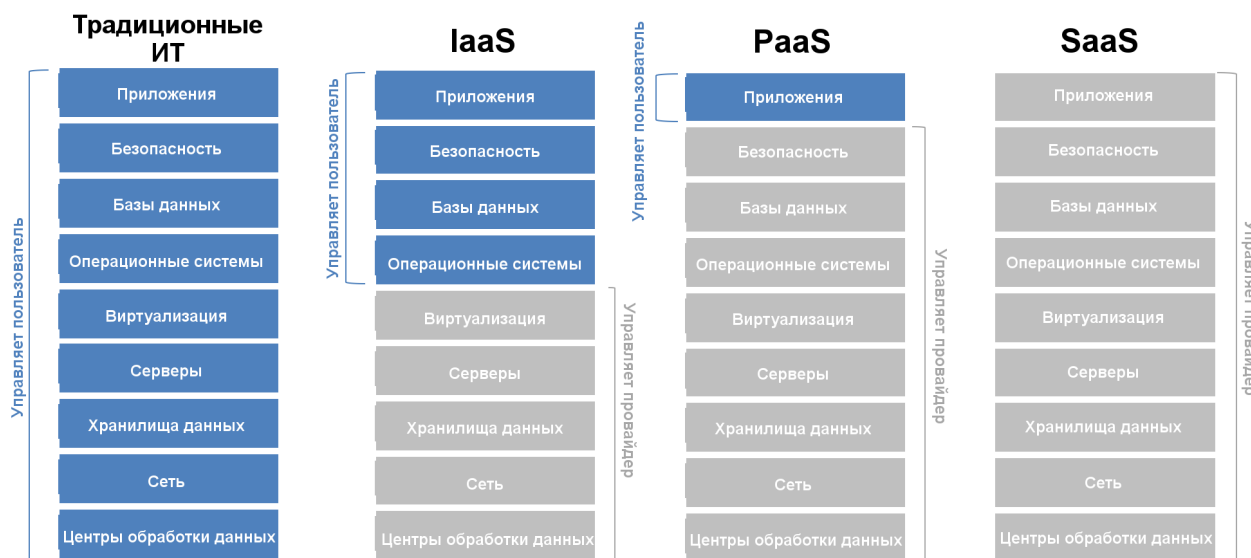 Традиционные
ИТ
Управляет пользователь
Приложения
Безопасность
Базы данных
Операционные системы
Виртуализация
Серверы
Хранилища данных
Сеть
Центры обработки данных
IaaS
Управляет пользователь
Приложения
Безопасность
Базы данных
Операционные системы
Виртуализация
Серверы
Хранилища данных
Сеть
Центры обработки данных
Управляет провайдер
PaaS
Управляет пользователь
Приложения
Безопасность
Базы данных
Операционные системы
Виртуализация
Серверы
Хранилища данных
Сеть
Центры обработки данных
Управляет провайдер
SaaS
Приложения
Безопасность
Базы данных
Операционные системы
Виртуализация
Серверы
Хранилища данных
Сеть
Центры обработки данных
Управляет провайдер